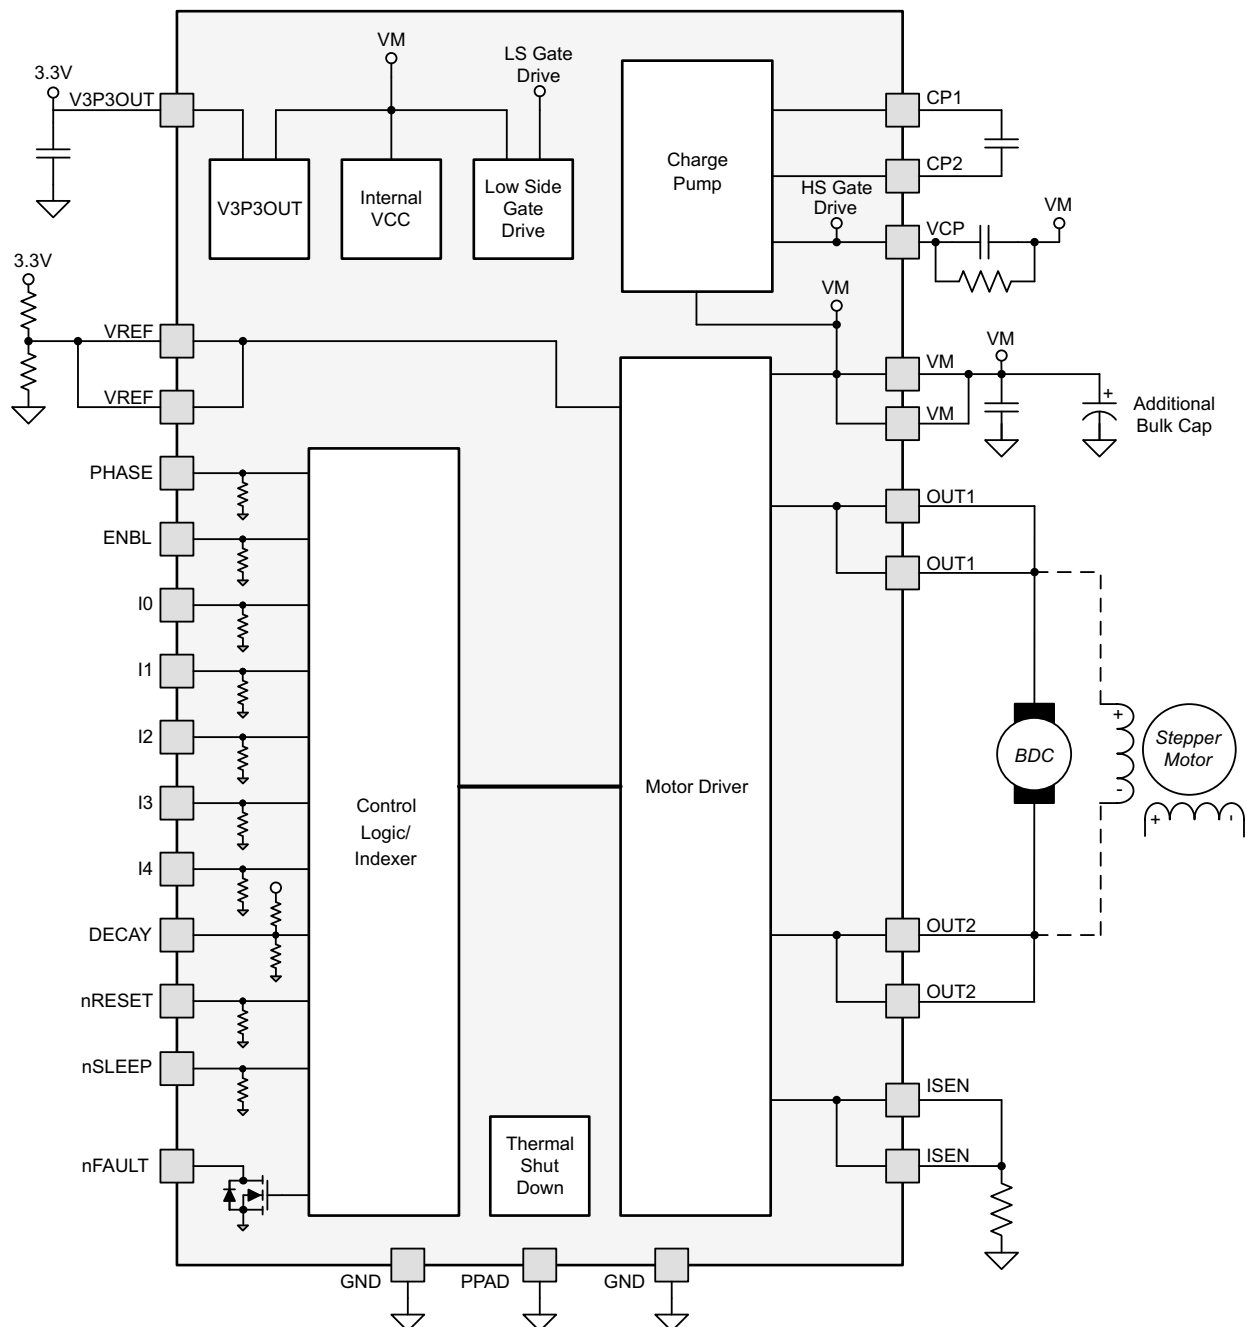 VM
LS Gate
Drive
3.3V
V3P3OUT
CP1
Charge
Pump
CP2
V3P3OUT
Internal
VCC
Low Side
Gate
Drive
HS Gate
Drive
VCP
VM
3.3V
VM
VREF
VM
VM
VREF
VM
+
Additional
Bulk Cap
PHASE
OUT1
ENBL
OUT1
I0
I1
I2
+
BDC
Stepper
Motor
-
+
-
Motor Driver
I3
Control
Logic/
Indexer
I4
DECAY
OUT2
nRESET
OUT2
nSLEEP
ISEN
Thermal
Shut
Down
nFAULT
ISEN
GND
PPAD
GND